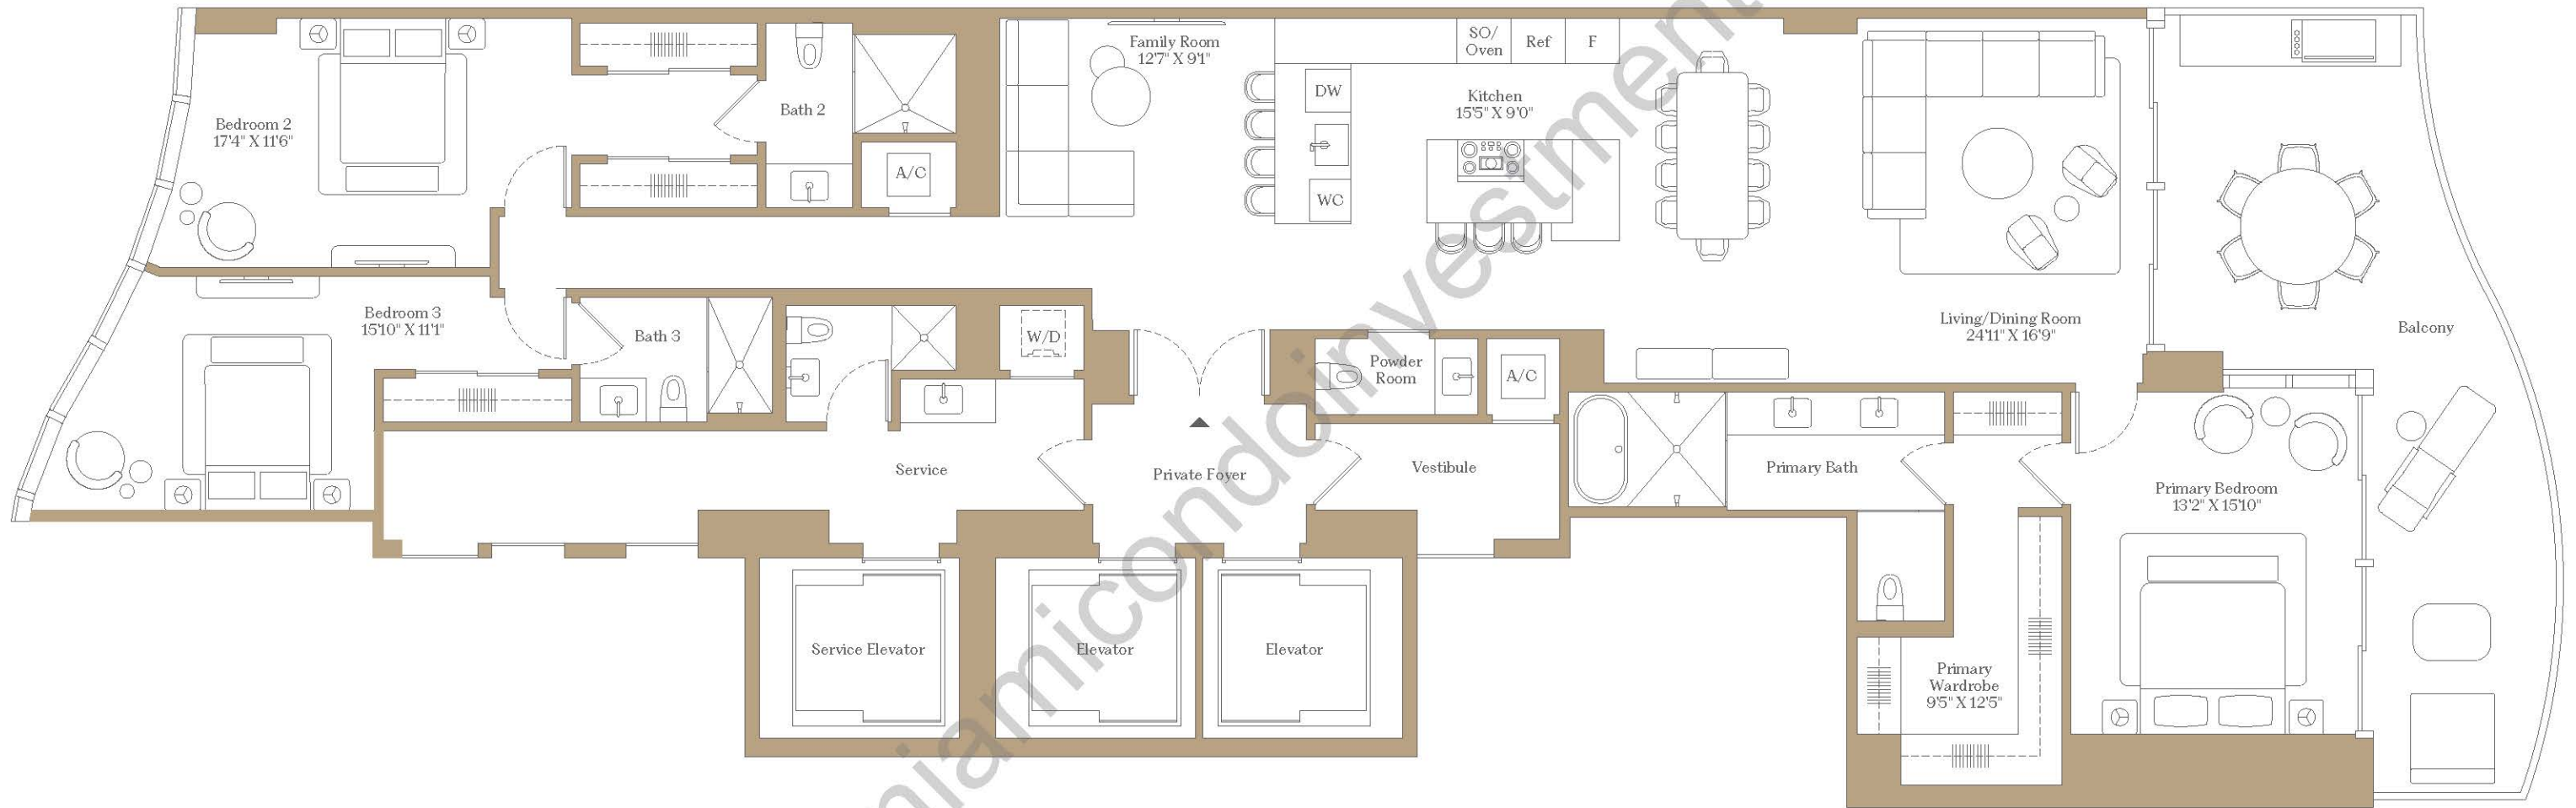 Bedroom 2
17'4" X 11'6"
Bath 2
A/C
Family Room
12'7" X 9'1"
SO/
Oven
Ref
F
DW
WC
Kitchen
15'5" X 9'0"
Living/Dining Room
24'11" X 16'9"
Balcony
Bedroom 3
15'10" X 11'1"
Bath 3
W/D
Powder
Room
A/C
Service
Private Foyer
Vestibule
Primary Bath
Primary Bedroom
13'2" X 15'10"
Service Elevator
Elevator
Elevator
Primary
Wardrobe
9'5" X 12'5"
miamicondoinvestment